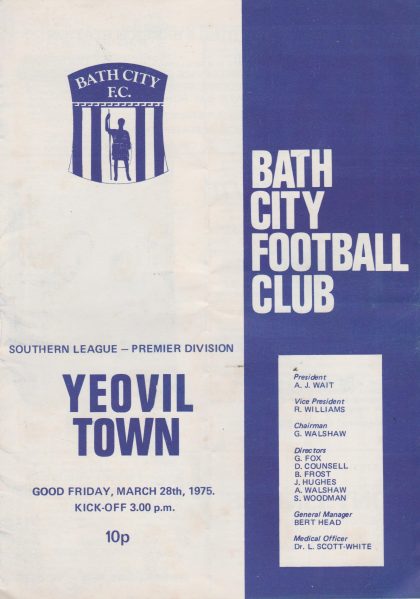 BATH CITY
F.C.
BATH
CITY
FOOTBALL
CLUB
SOUTHERN LEAGUE – PREMIER DIVISION
YEOVIL
TOWN
GOOD FRIDAY, MARCH 28th, 1975.
KICK-OFF 3.00 p.m.
10p
President
A. J. WAIT
Vice President
R. WILLIAMS
Chairman
G. WALSHAW
Directors
G. FOX
D. COUNSELL
B. FROST
J. HUGHES
A. WALSHAW
S. WOODMAN
General Manager
BERT HEAD
Medical Officer
Dr. L. SCOTT-WHITE